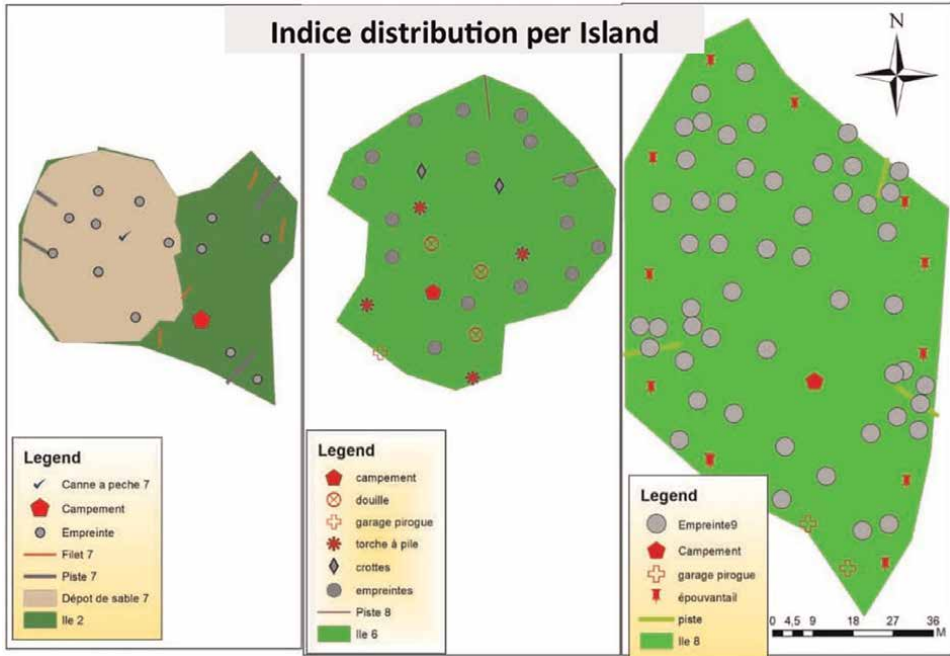 Indice distribution per Island
N
Legend
Canne a peche 7
Campement
Empreinte
Filet 7
Piste 7
Dépot de sable 7
Ile 2
Legend
campement
douille
garage pirogue
torche à pile
crottes
empreintes
Piste 8
Ile 6
Legend
Empreinte9
Campement
garage pirogue
épouvantail
piste
Ile 8
0 4,5 9 18 27 36
M